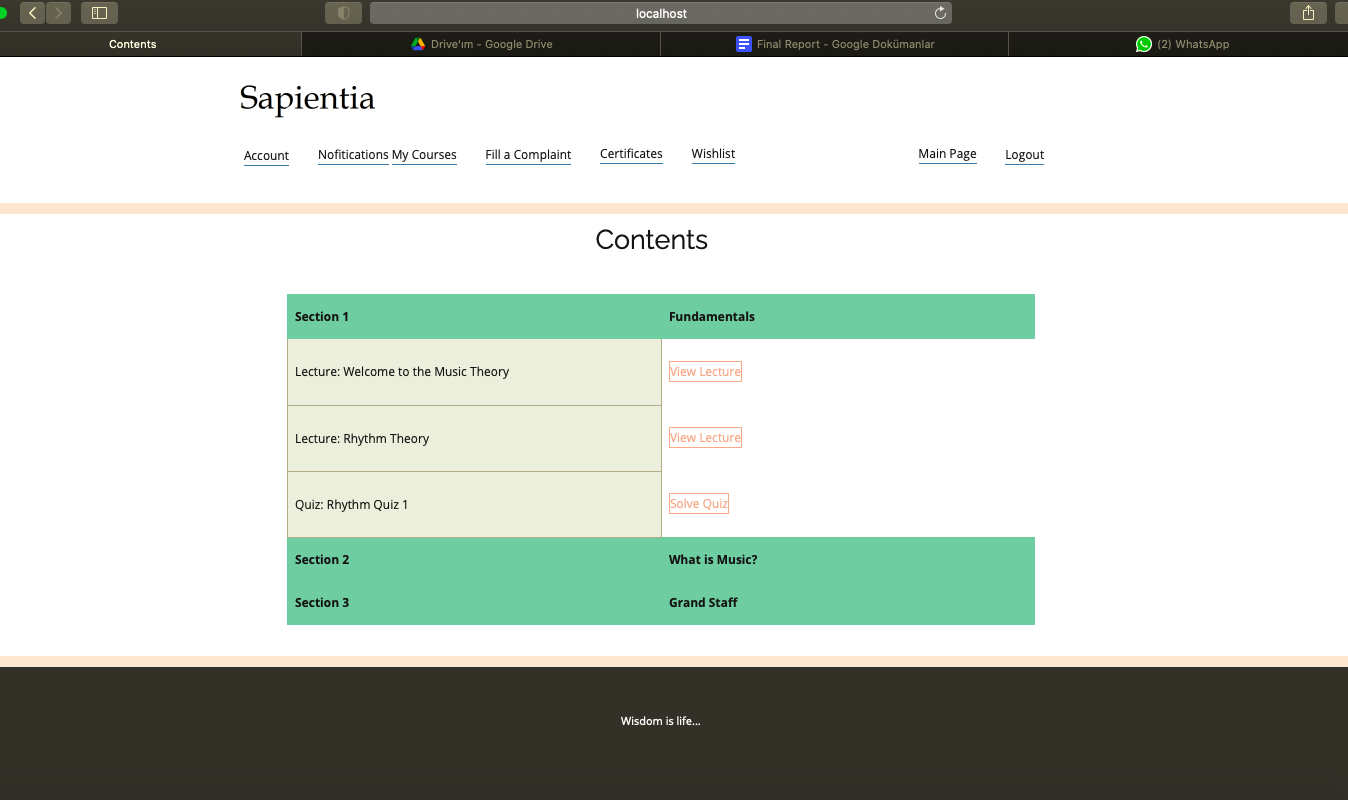 localhost
Contents
Drive'ım - Google Drive
Final Report - Google Dokümanlar
(2) WhatsApp
Sapientia
Account Nofitications My Courses Fill a Complaint Certificates Wishlist Main Page Logout
Contents
Section 1 Fundamentals
Lecture: Welcome to the Music Theory View Lecture
Lecture: Rhythm Theory View Lecture
Quiz: Rhythm Quiz 1 Solve Quiz
Section 2 What is Music?
Section 3 Grand Staff
Wisdom is life...